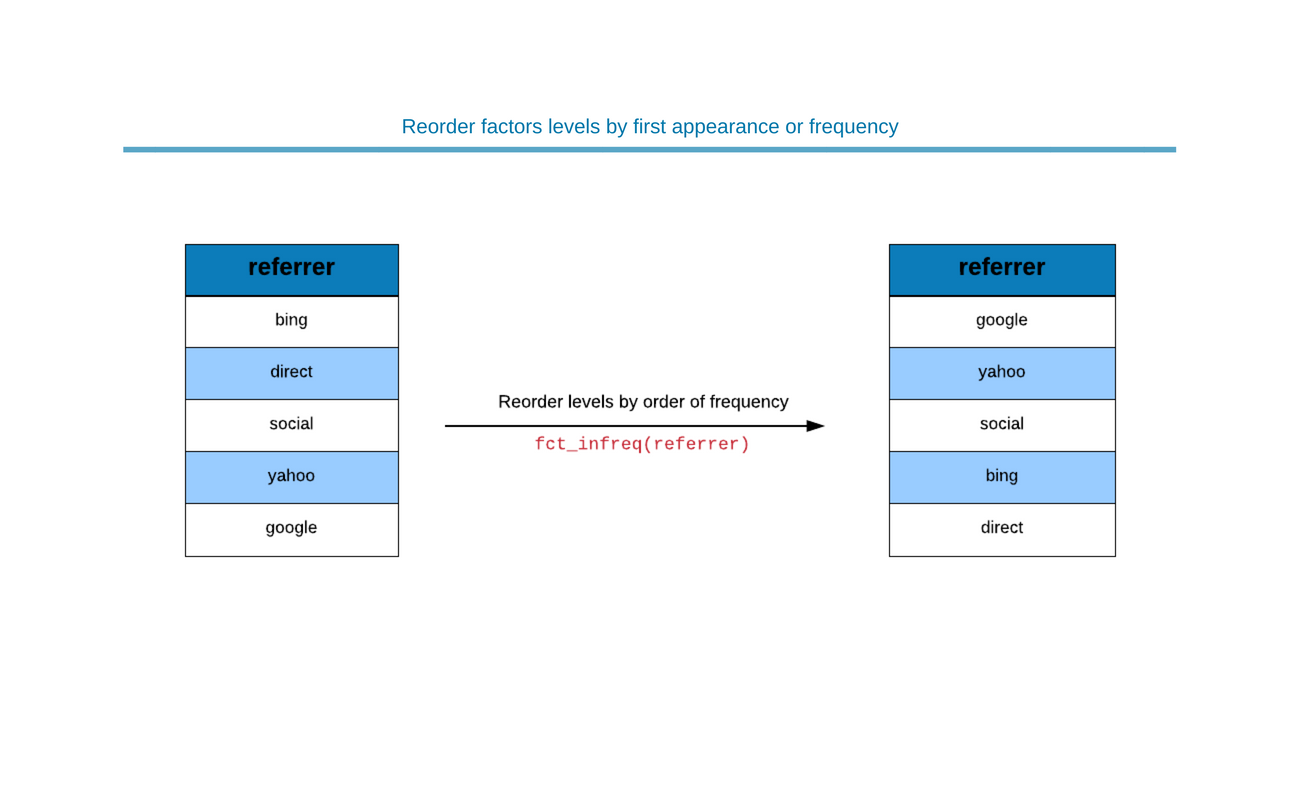 Reorder factors levels by first appearance or frequency
referrer
bing
direct
social
yahoo
google
Reorder levels by order of frequency
fct_infreq(referrer)
referrer
google
yahoo
social
bing
direct